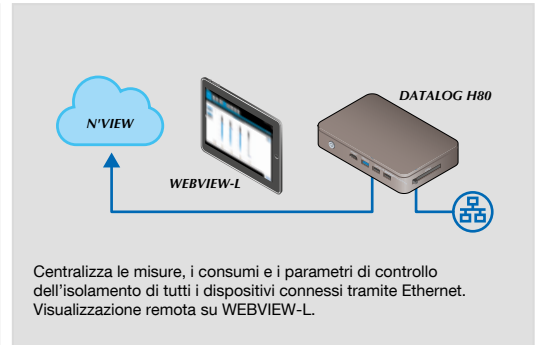 DATALOG H80
N'VIEW
WEBVIEW-L
Centralizza le misure, i consumi e i parametri di controllo
dell'isolamento di tutti i dispositivi connessi tramite Ethernet.
Visualizzazione remota su WEBVIEW-L.